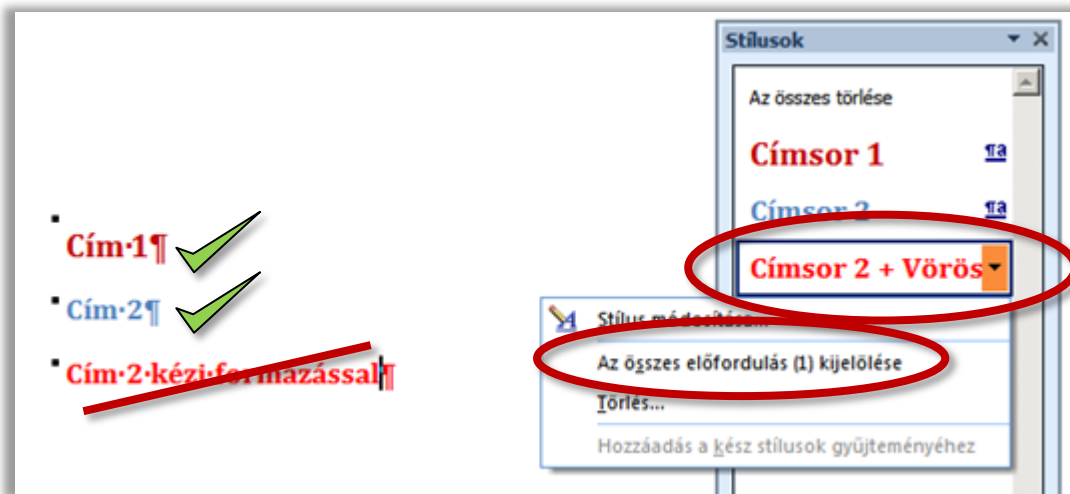 Stílusok
Az összes törlése
Címsor 1
Címsor 2
Címsor 2 + Vörös
Cím·1¶
Cím·2¶
Cím·2·kézi·formázással¶
Stílus módosítása...
Az összes előfordulás (1) kijelölése
Törlés...
Hozzáadás a kész stílusok gyűjteményéhez